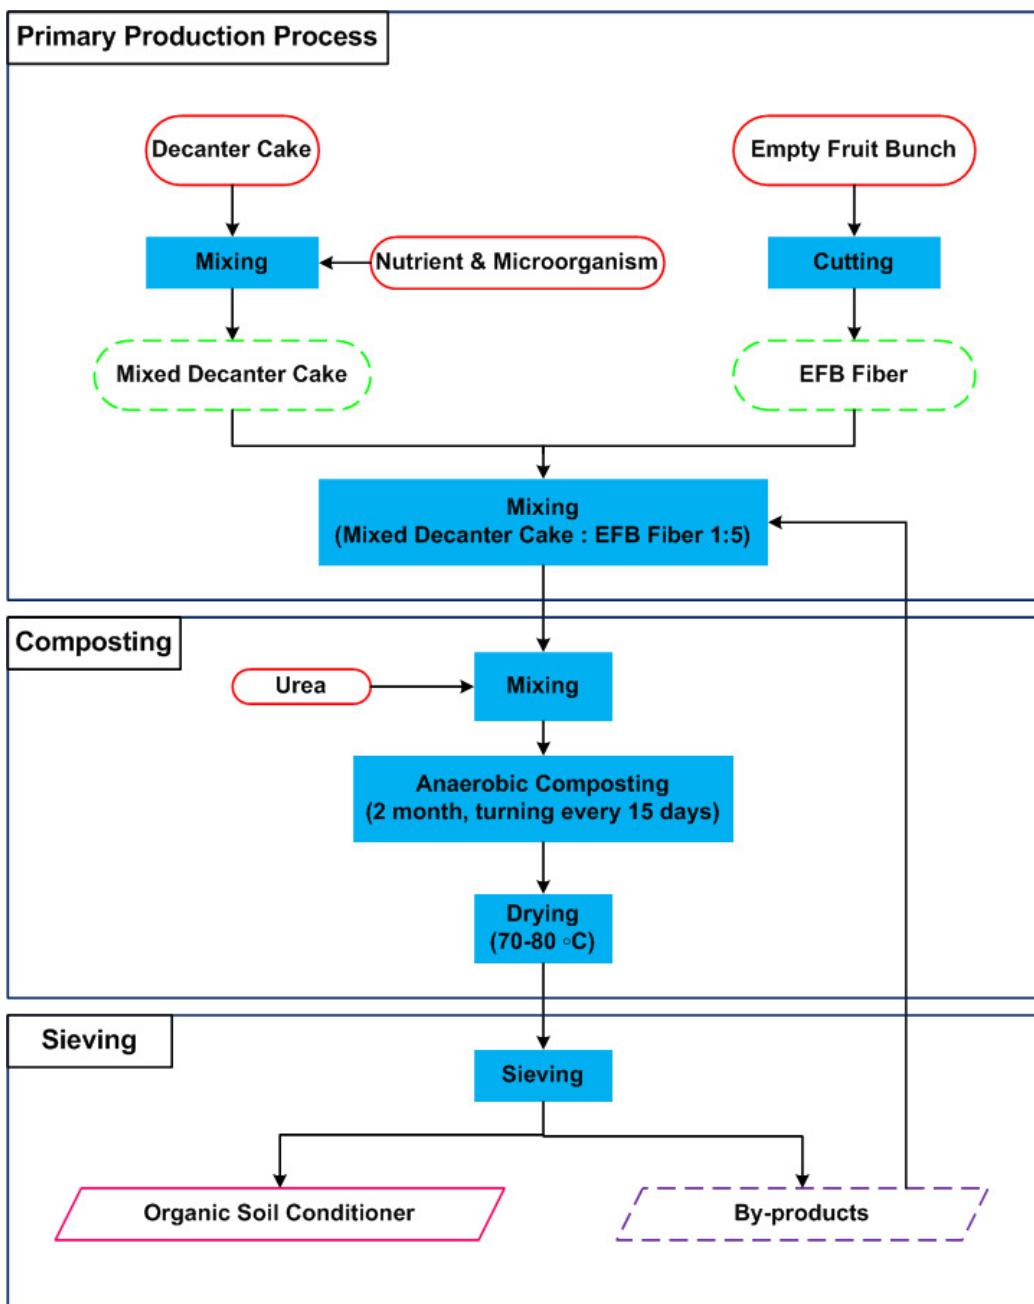 Primary Production Process
Decanter Cake
Empty Fruit Bunch
Mixing
Nutrient & Microorganism
Cutting
Mixed Decanter Cake
EFB Fiber
Mixing
(Mixed Decanter Cake : EFB Fiber 1:5)
Composting
Urea
Mixing
Anaerobic Composting
(2 month, turning every 15 days)
Drying
(70-80 ◦C)
Sieving
Sieving
Organic Soil Conditioner
By-products